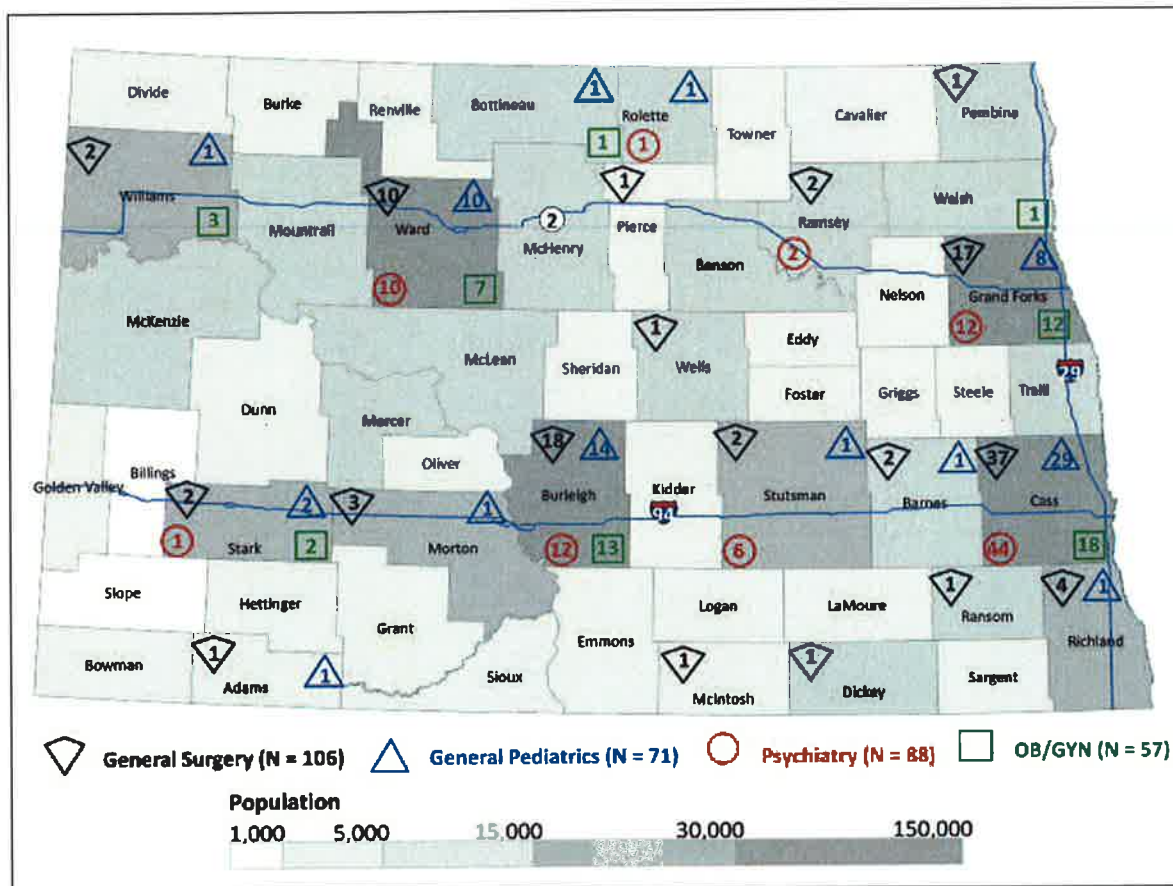 Divide
Burke
Renville
Bottineau
1
Rolette
1
Towner
Cavalier
1
Pembina
2
1
Williams
3
Mountrail
10
10
Ward
10
7
1
1
2
McHenry
1
Pierce
Benson
2
Ramsey
2
Walsh
1
Nelson
17
8
Grand Forks
12
12
McKenzie
Dunn
McLean
Mercer
Oliver
Sheridan
1
Wells
Eddy
Foster
Griggs
Steele
Traill
29
Golden Valley
Billings
2
2
1
Stark
2
3
1
Morton
18
14
Burleigh
12
13
Kidder
94
2
1
Stutsman
6
2
1
Barnes
37
29
Cass
44
18
Slope
Hettinger
Grant
Bowman
1
Adams
1
Sioux
Emmons
Logan
LaMoure
1
McIntosh
1
Dickey
1
Ransom
Sargent
4
1
Richland
General Surgery (N = 106)
General Pediatrics (N = 71)
Psychiatry (N = 88)
OB/GYN (N = 57)
Population
1,000 5,000 15,000 30,000 150,000